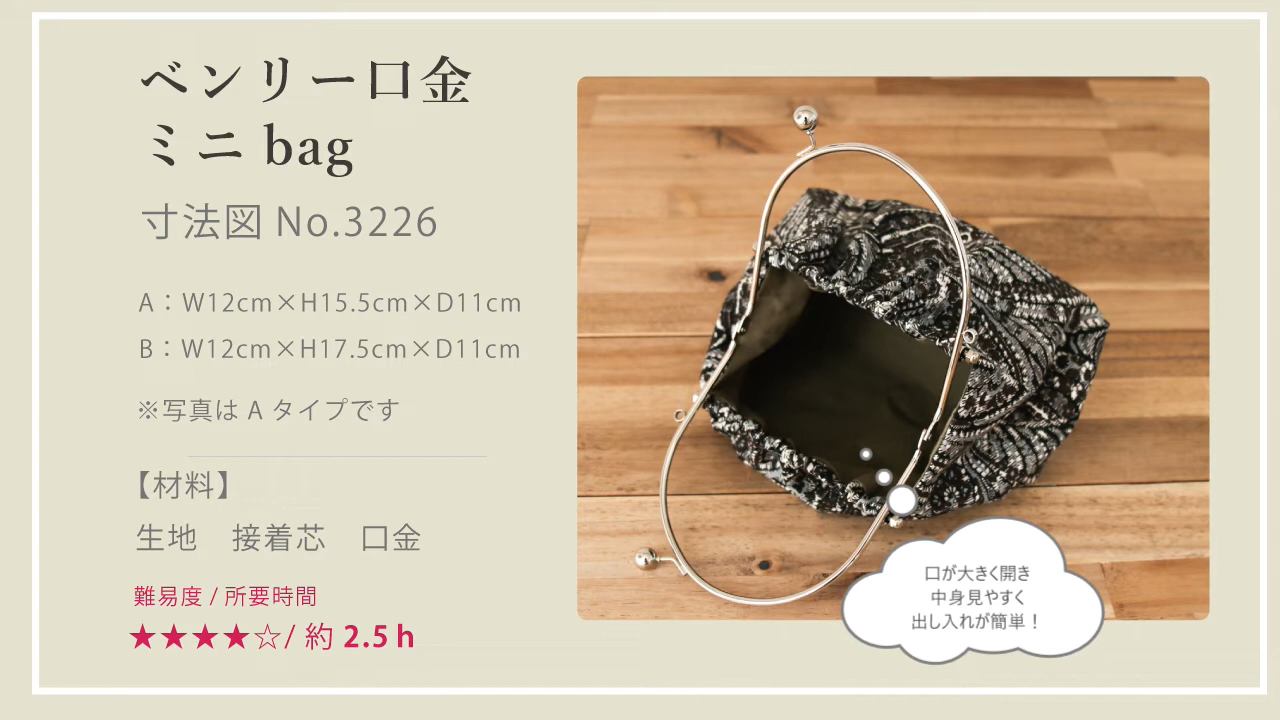 ベンリー口金
ミニ bag
寸法図 No.3226
A：W12cm×H15.5cm×D11cm
B：W12cm×H17.5cm×D11cm
※写真は A タイプです
【材料】
生地　接着芯　口金
難易度 / 所要時間
★★★★☆/ 約 2.5 h
口が大きく開き
中身見やすく
出し入れが簡単！